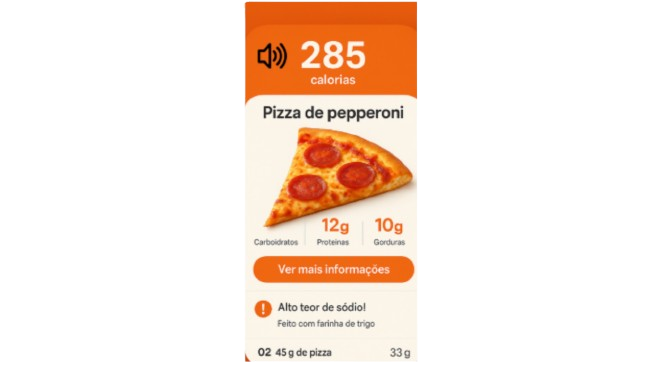 285
calorias
Pizza de pepperoni
12g 10g
Carboidratos Proteinas Gorduras
Ver mais informações
Alto teor de sódio!
Feito com farinha de trigo
02 45 g de pizza 33 g